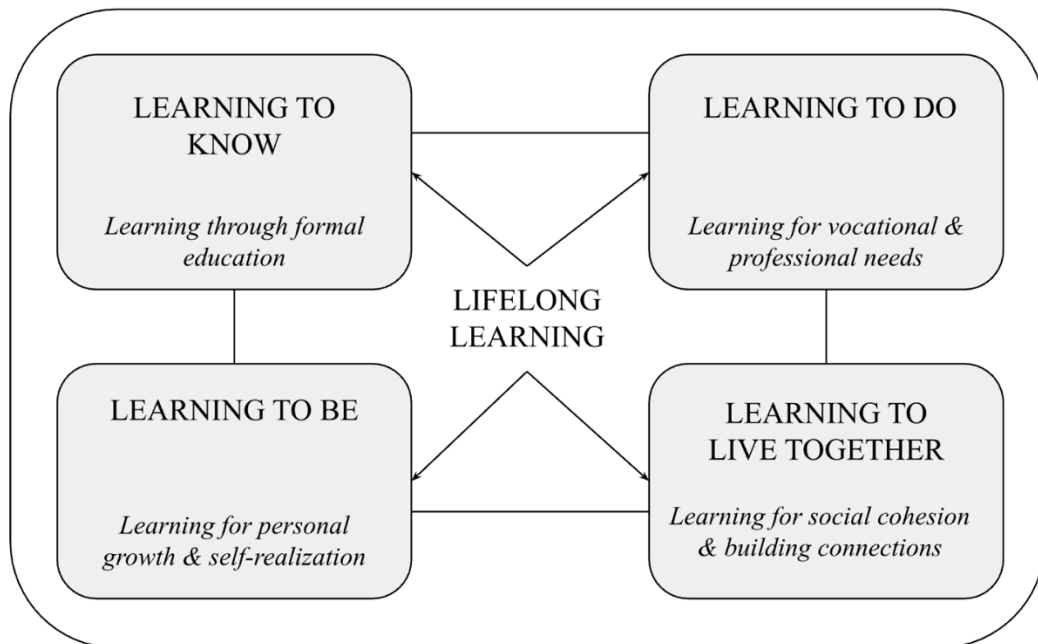 LEARNING TO
KNOW
Learning through formal
education
LEARNING TO DO
Learning for vocational &
professional needs
LIFELONG
LEARNING
LEARNING TO BE
Learning for personal
growth & self-realization
LEARNING TO
LIVE TOGETHER
Learning for social cohesion
& building connections